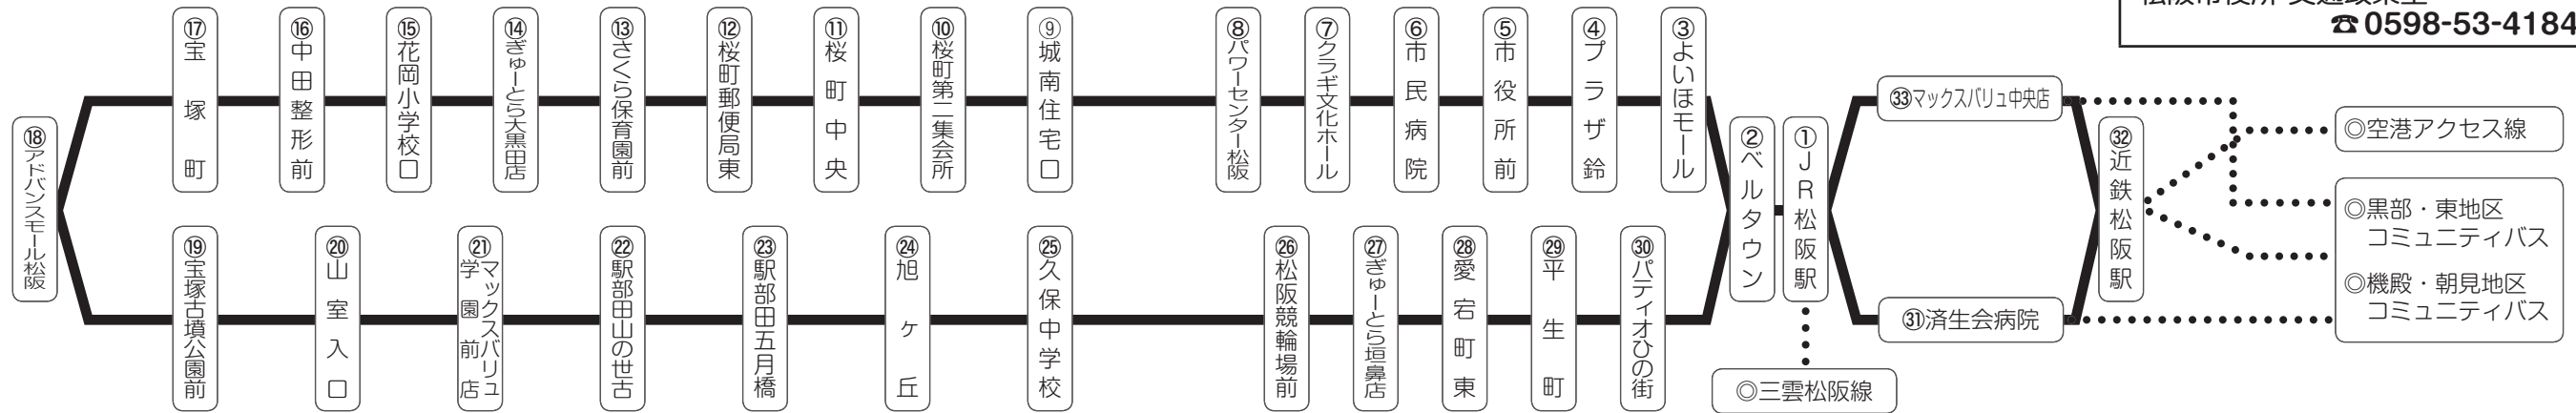 ☎0598-53-4184
⑰宝塚町
⑯中田整形前
⑮花岡小学校口
⑭ぎゅーとら大黒田店
⑬さくら保育園前
⑫桜町郵便局東
⑪桜町中央
⑩桜町第二集会所
⑨城南住宅口
⑧パワーセンター松阪
⑦クラギ文化ホール
⑥市民病院
⑤市役所前
④プラザ鈴
③よいほモール
⑱アドバンスモール松阪
②ベルタウン
①JR松阪駅
㉝マックスバリュ中央店
㉜近鉄松阪駅
◎空港アクセス線
◎黒部・東地区
コミュニティバス
◎機殿・朝見地区
コミュニティバス
⑲宝塚古墳公園前
⑳山室入口
㉑マックスバリュ
学園前店
㉒駅部田山の世古
㉓駅部田五月橋
㉔旭ヶ丘
㉕久保中学校
㉖松阪競輪場前
㉗ぎゅーとら垣鼻店
㉘愛宕町東
㉙平生町
㉚パティオひの街
㉛済生会病院
◎三雲松阪線